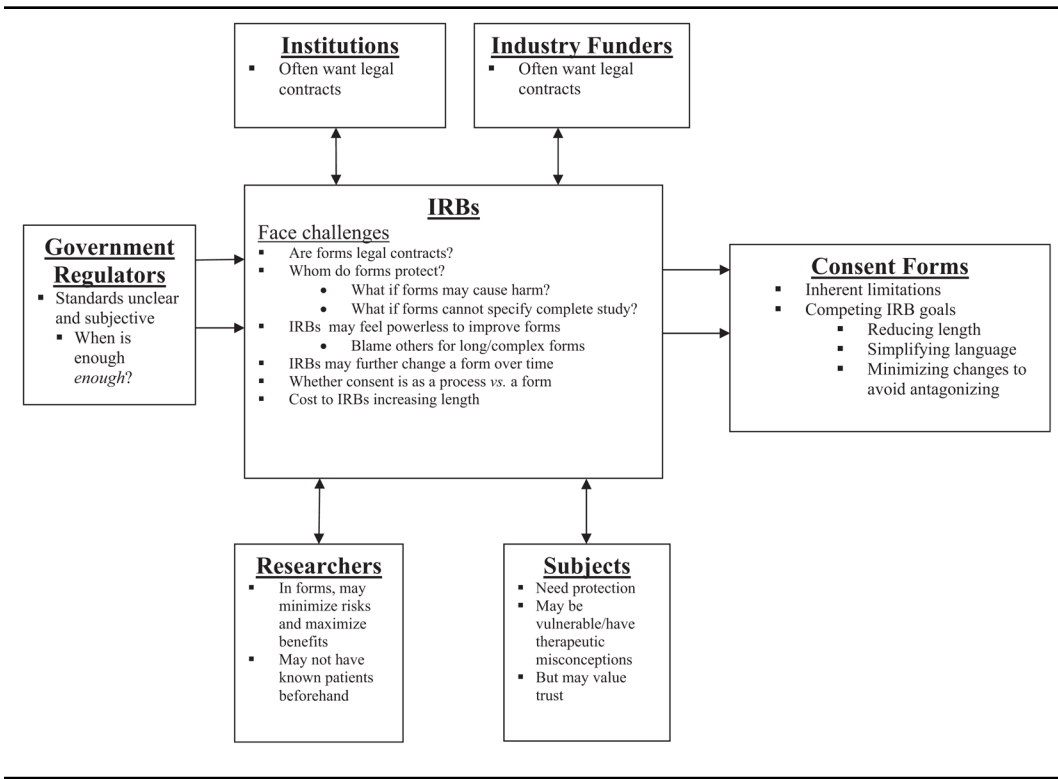 Institutions
▪ Often want legal
contracts
Industry Funders
▪ Often want legal
contracts
Government
Regulators
▪ Standards unclear
and subjective
▪ When is
enough
enough?
IRBs
Face challenges
▪ Are forms legal contracts?
▪ Whom do forms protect?
● What if forms may cause harm?
● What if forms cannot specify complete study?
▪ IRBs may feel powerless to improve forms
● Blame others for long/complex forms
▪ IRBs may further change a form over time
▪ Whether consent is as a process vs. a form
▪ Cost to IRBs increasing length
Consent Forms
▪ Inherent limitations
▪ Competing IRB goals
▪ Reducing length
▪ Simplifying language
▪ Minimizing changes to
avoid antagonizing
Researchers
▪ In forms, may
minimize risks
and maximize
benefits
▪ May not have
known patients
beforehand
Subjects
▪ Need protection
▪ May be
vulnerable/have
therapeutic
misconceptions
▪ But may value
trust